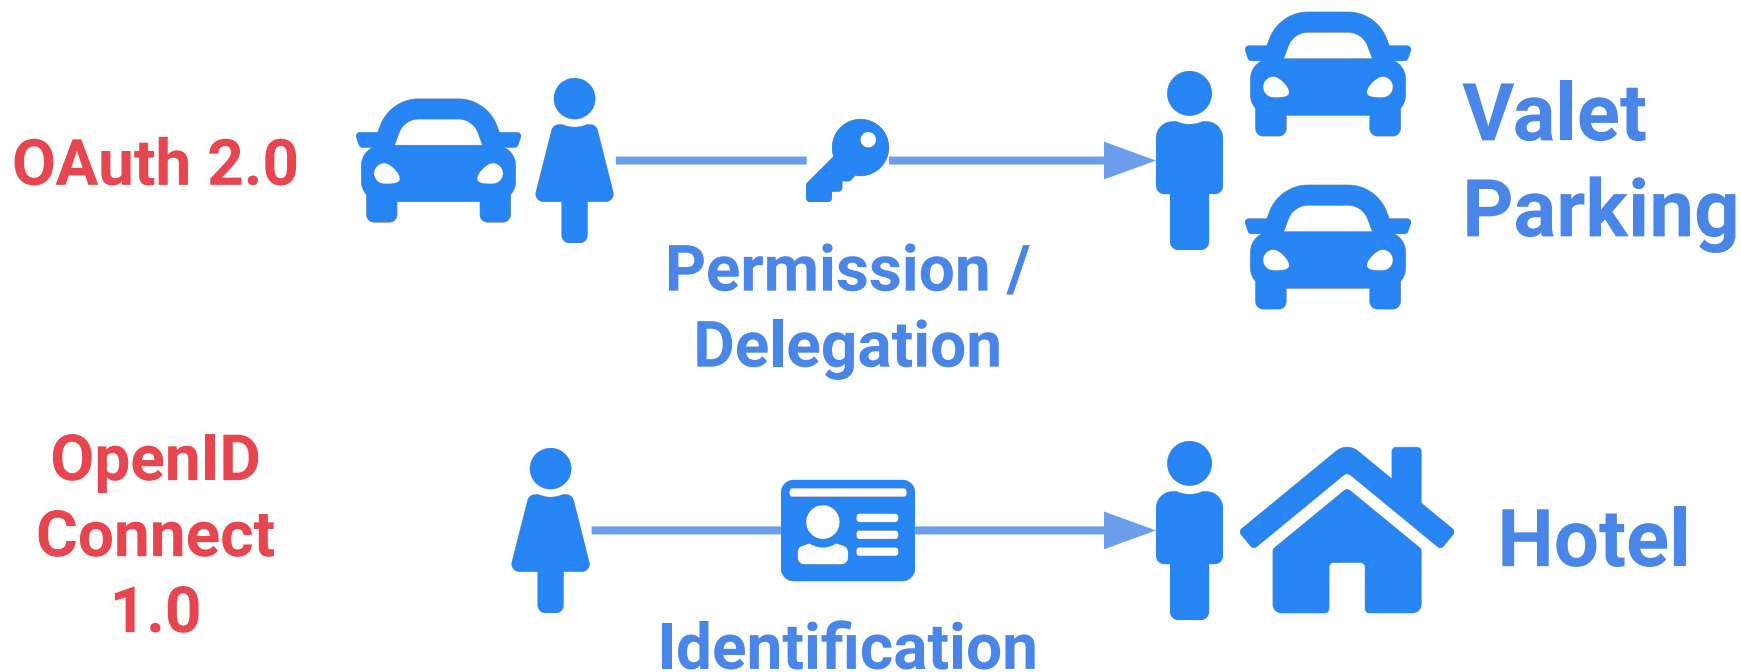 OAuth 2.0
Permission /
Delegation
Valet
Parking
OpenID
Connect
1.0
Identification
Hotel